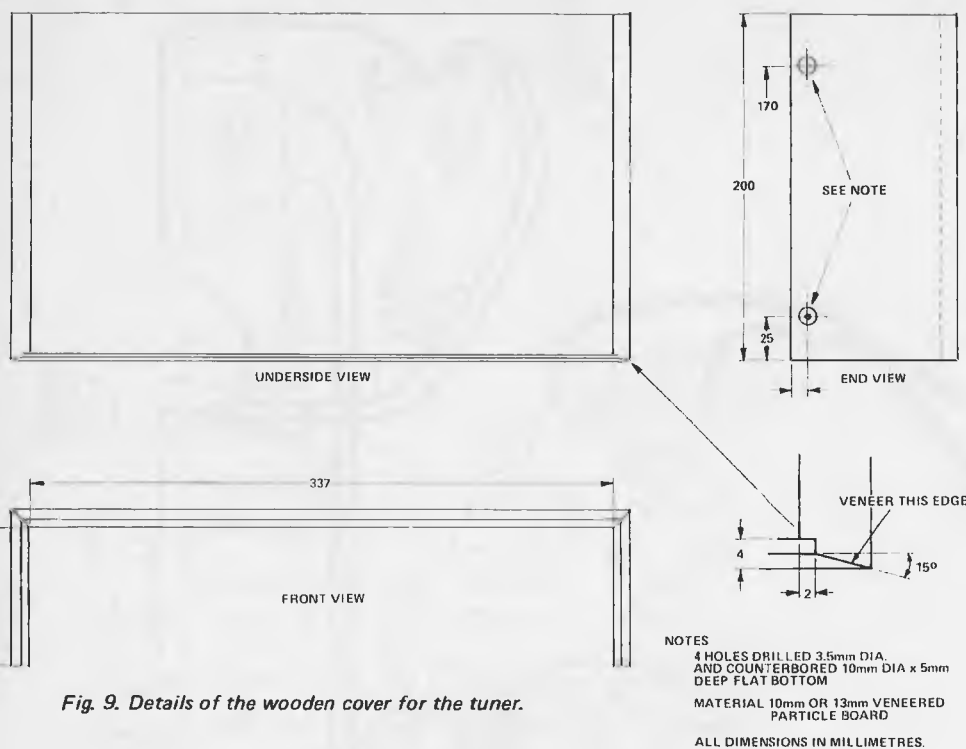 170
200
SEE NOTE
25
UNDERSIDE VIEW
END VIEW
337
VENEER THIS EDGE
4
15º
2
FRONT VIEW
NOTES
4 HOLES DRILLED 3.5mm DIA.
AND COUNTERBORED 10mm DIA x 5mm
DEEP FLAT BOTTOM
MATERIAL 10mm OR 13mm VENEERED
PARTICLE BOARD
ALL DIMENSIONS IN MILLIMETRES.
Fig. 9. Details of the wooden cover for the tuner.